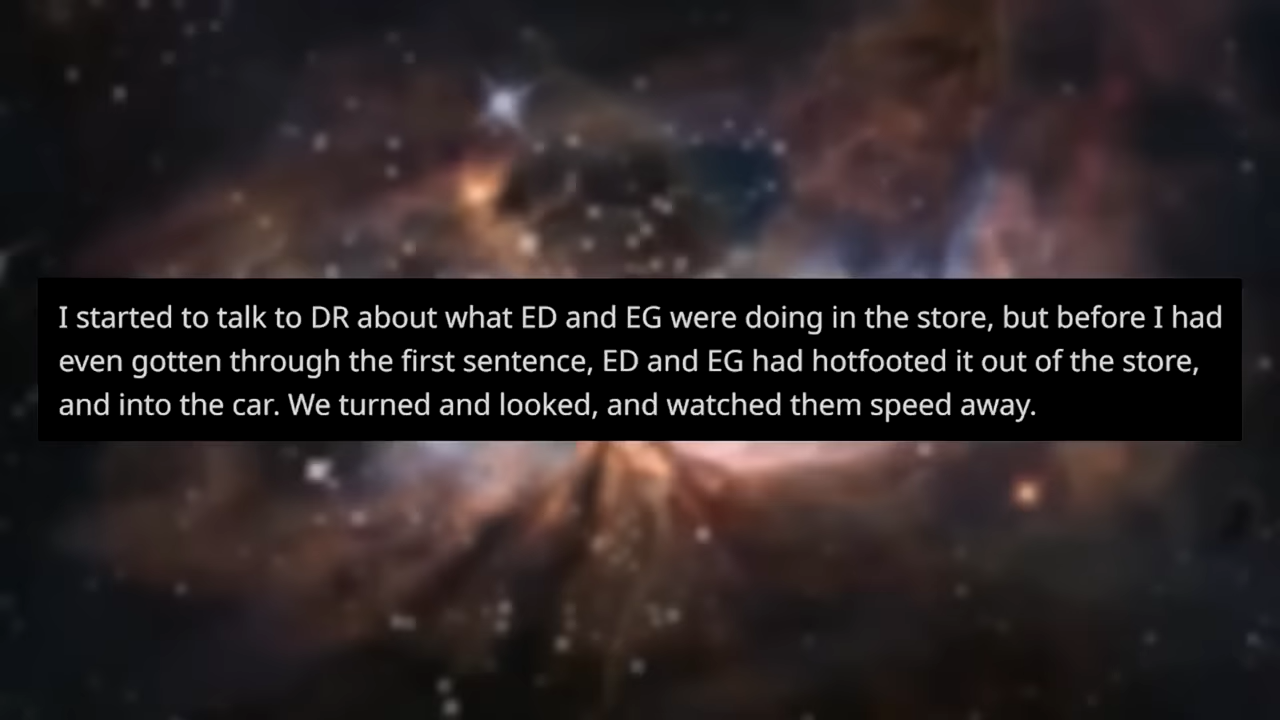 I started to talk to DR about what ED and EG were doing in the store, but before I had
even gotten through the first sentence, ED and EG had hotfooted it out of the store,
and into the car. We turned and looked, and watched them speed away.